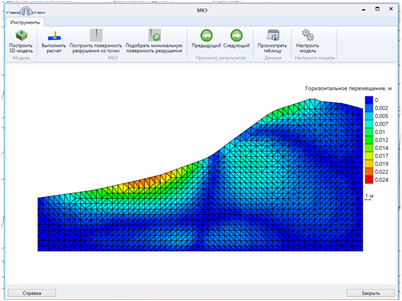 МКЭ
Инструменты
Построить
3D модель
Выполнить
расчет
Построить поверхность
разрушения из точки
Подобрать минимальную
поверхность разрушения
Предыдущий
Следующий
Просмотреть
таблицу
Настроить
модель
Модель
МКЭ
Просмотр результатов
Данные
Настроить модель
Горизонтальное перемещение, м
0
0,002
0,005
0,007
0,01
0,012
0,014
0,017
0,019
0,022
0,024
1 м
Справка
Закрыть